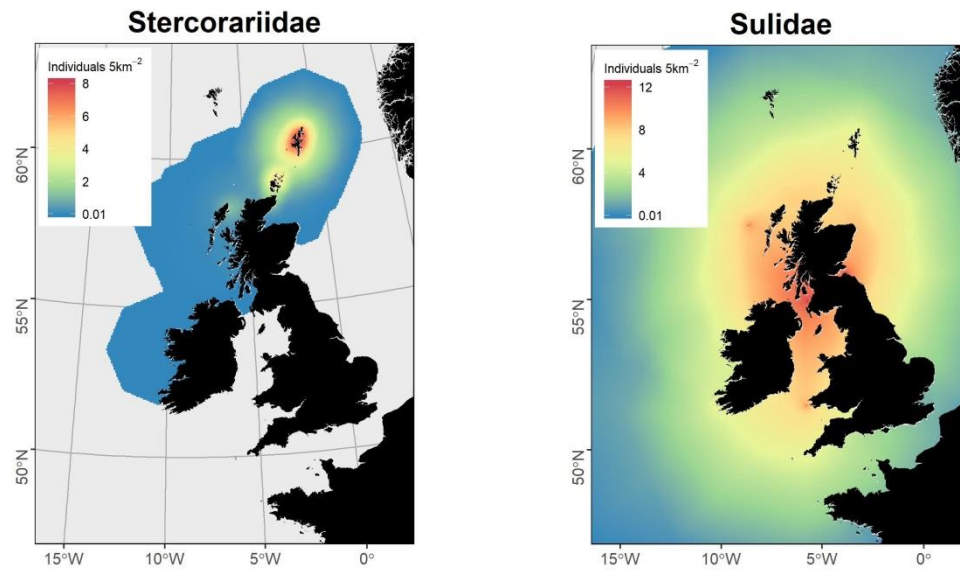 Stercorariidae
Individuals 5km⁻²
8
6
4
2
0.01
60°N
55°N
50°N
15°W 10°W 5°W 0°
Sulidae
Individuals 5km⁻²
12
8
4
0.01
60°N
55°N
50°N
15°W 10°W 5°W 0°